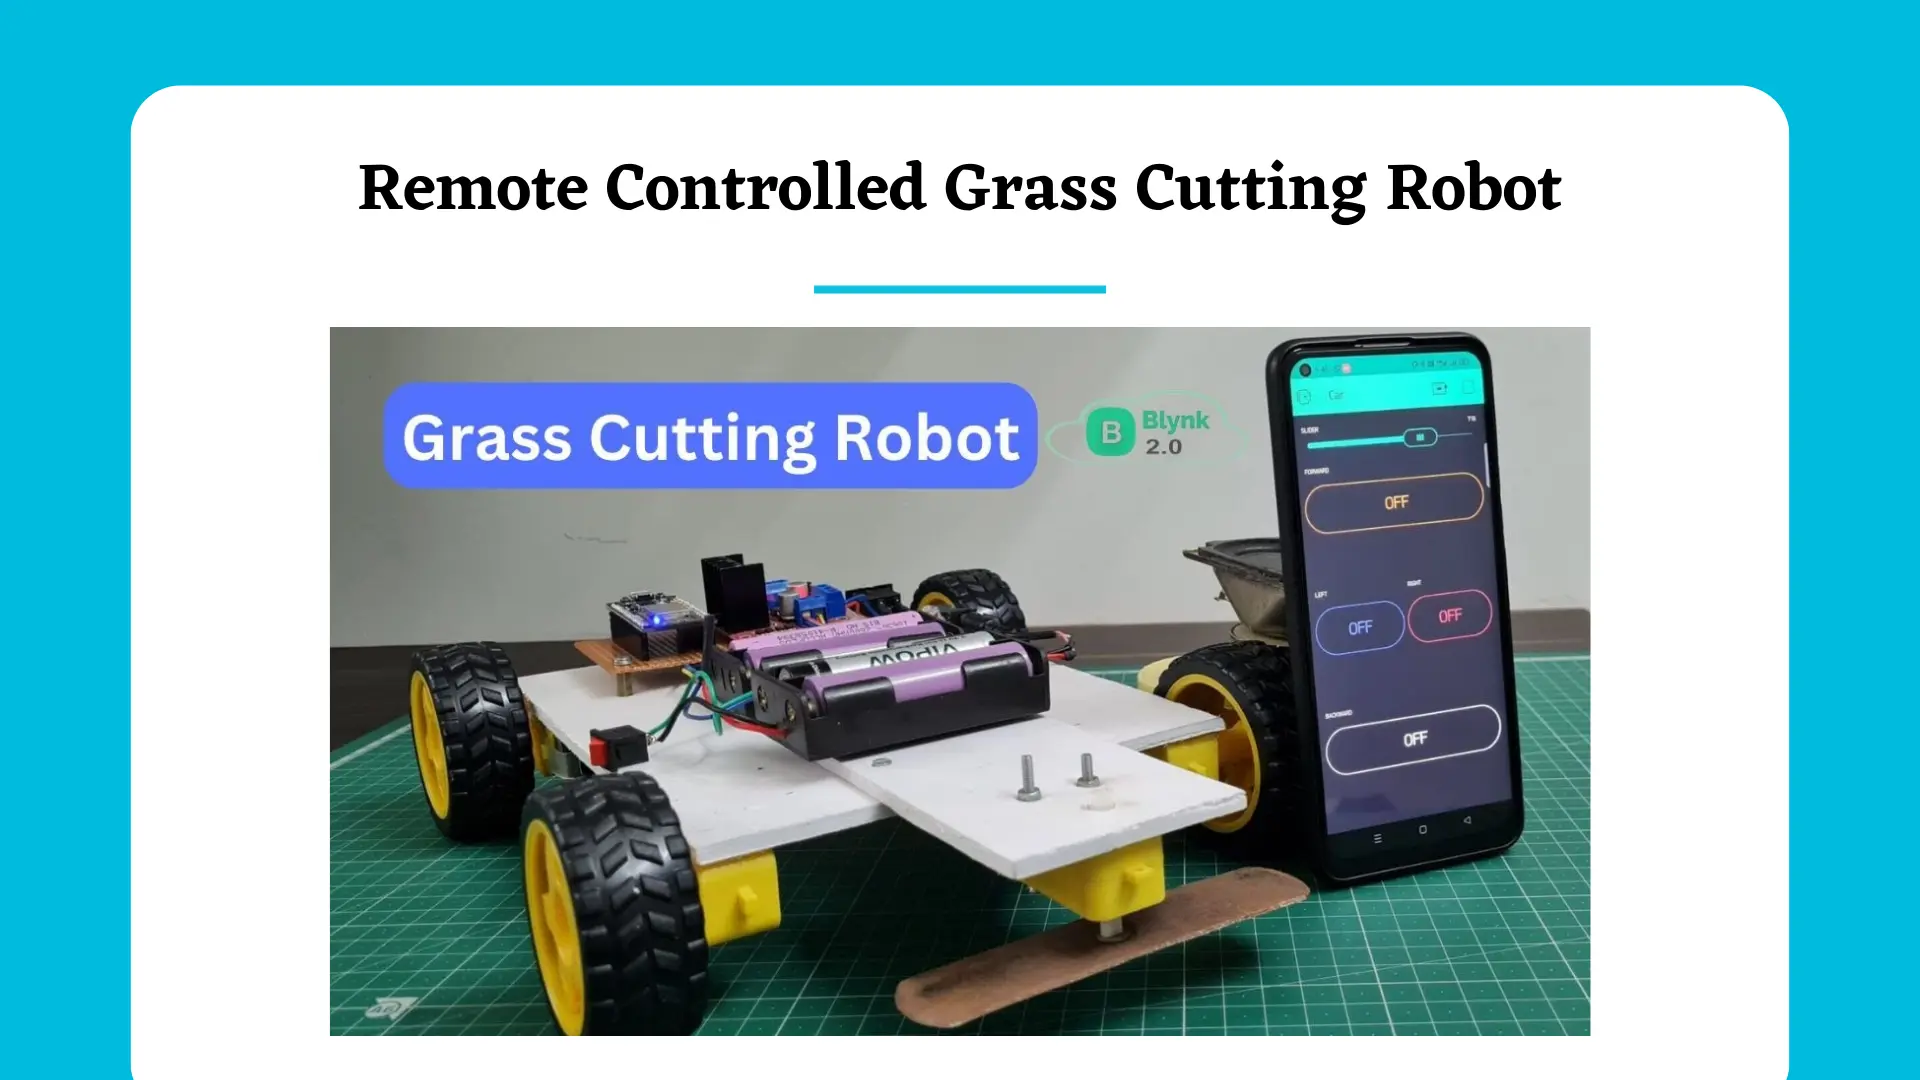 Remote Controlled Grass Cutting Robot
Grass Cutting Robot
B Blynk
2.0
Car
SLIDER
FORWARD
OFF
LEFT
RIGHT
OFF
OFF
BACKWARD
OFF
VIPOW